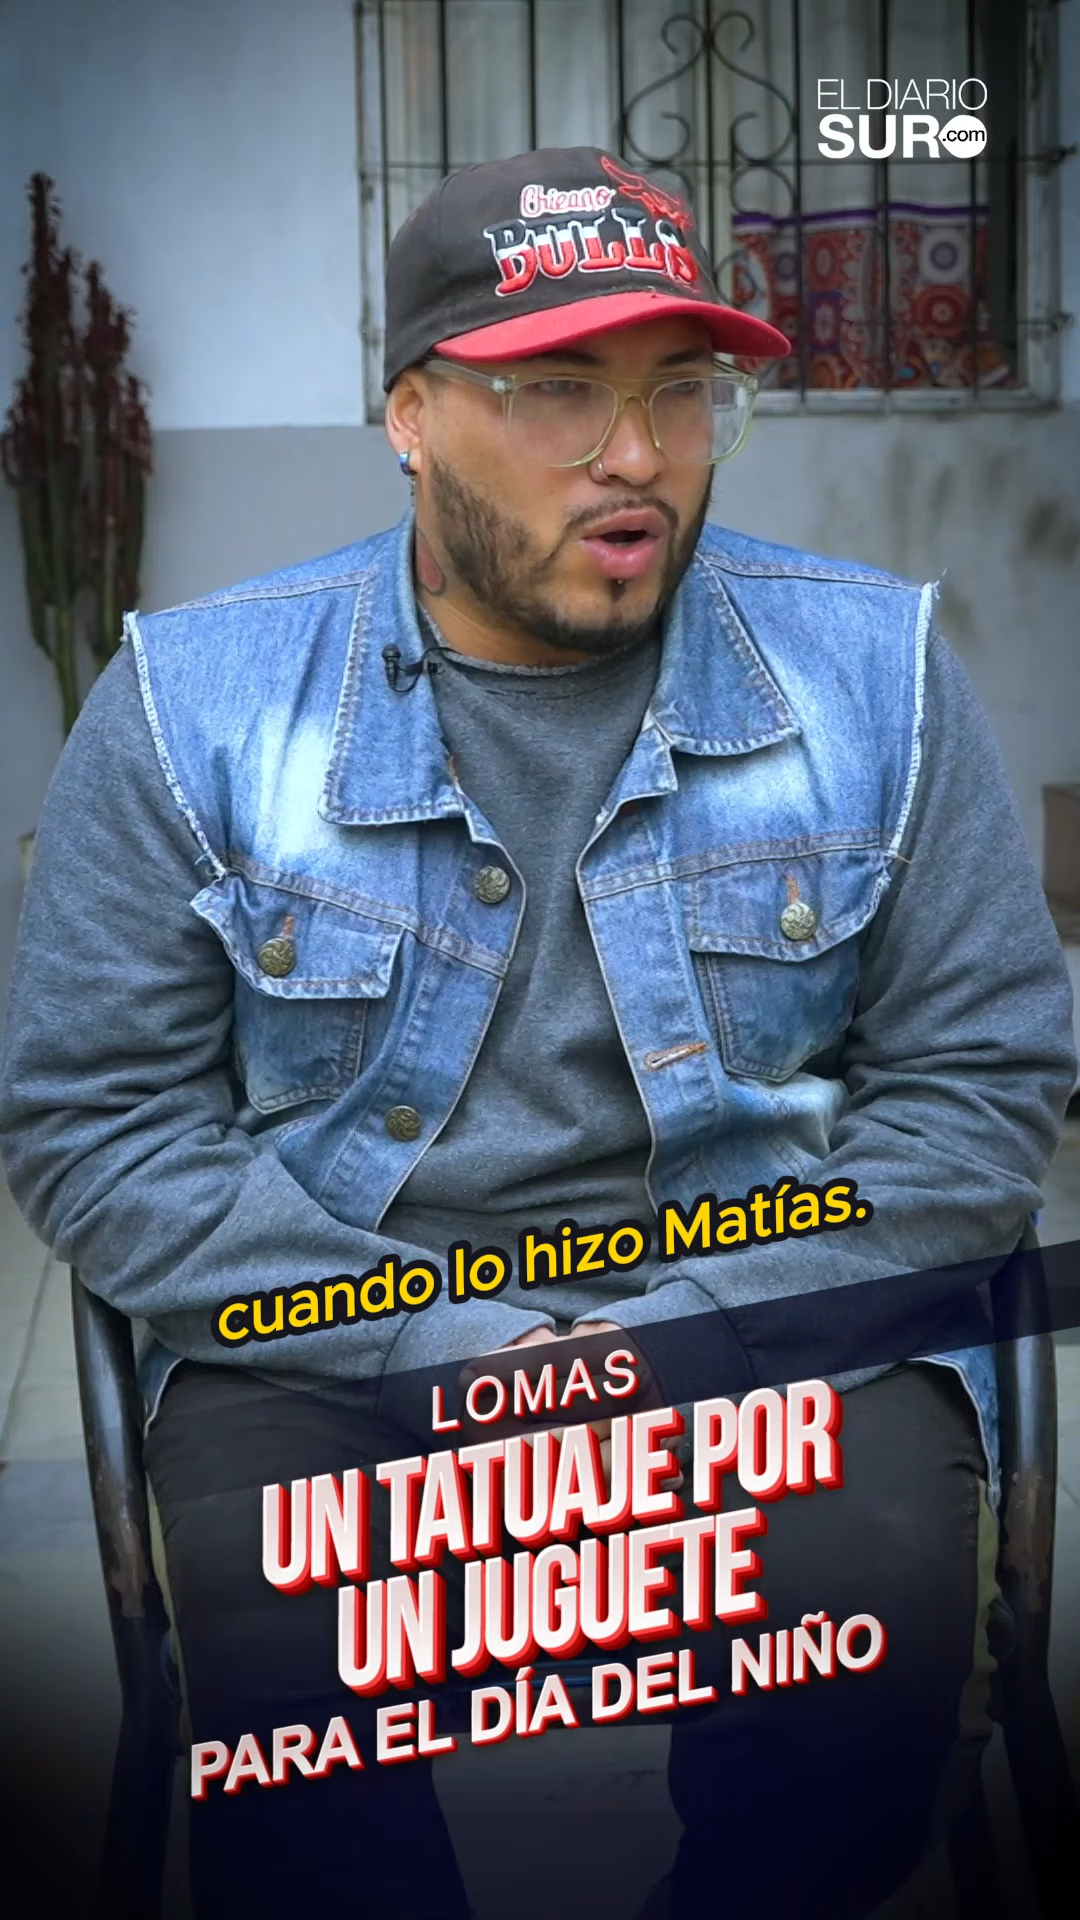 EL DIARIO
SUR.com
Chicago
BULLS
cuando lo hizo Matías.
LOMAS
UN TATUAJE POR
UN JUGUETE
PARA EL DÍA DEL NIÑO